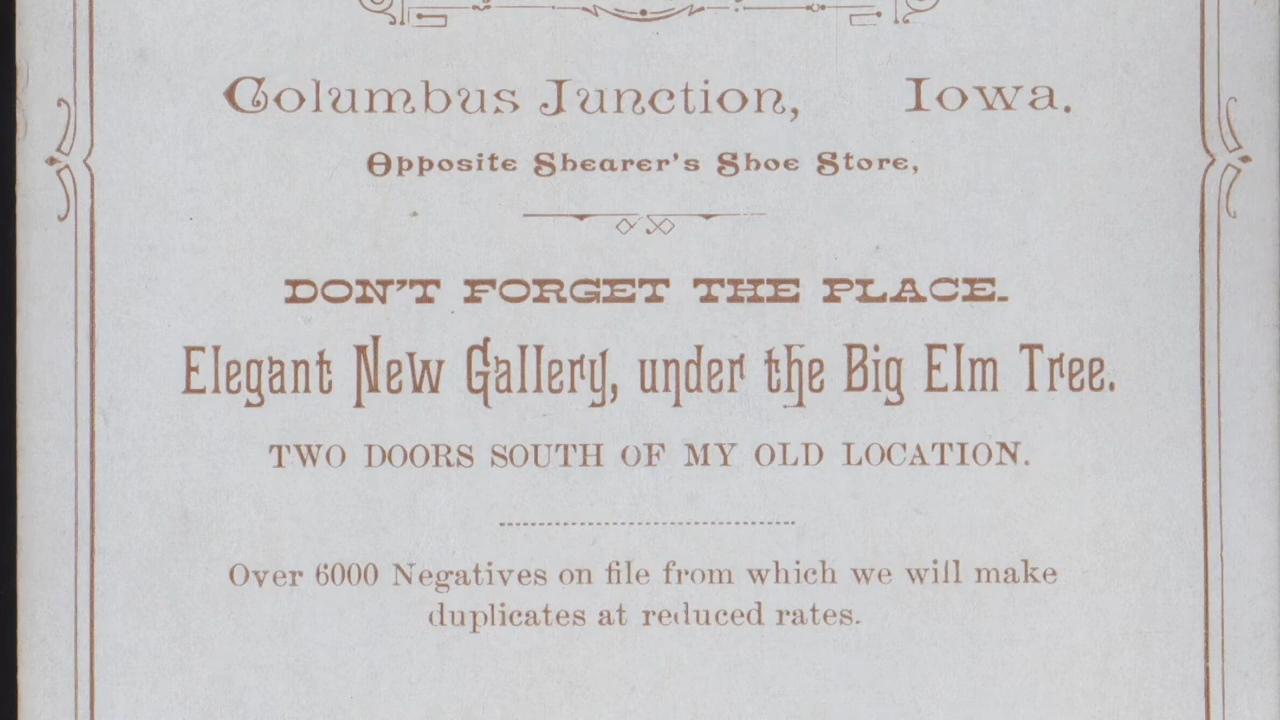 Columbus Junction, Iowa.
Opposite Shearer's Shoe Store,
DON'T FORGET THE PLACE.
Elegant New Gallery, under the Big Elm Tree.
TWO DOORS SOUTH OF MY OLD LOCATION.
Over 6000 Negatives on file from which we will make
duplicates at reduced rates.